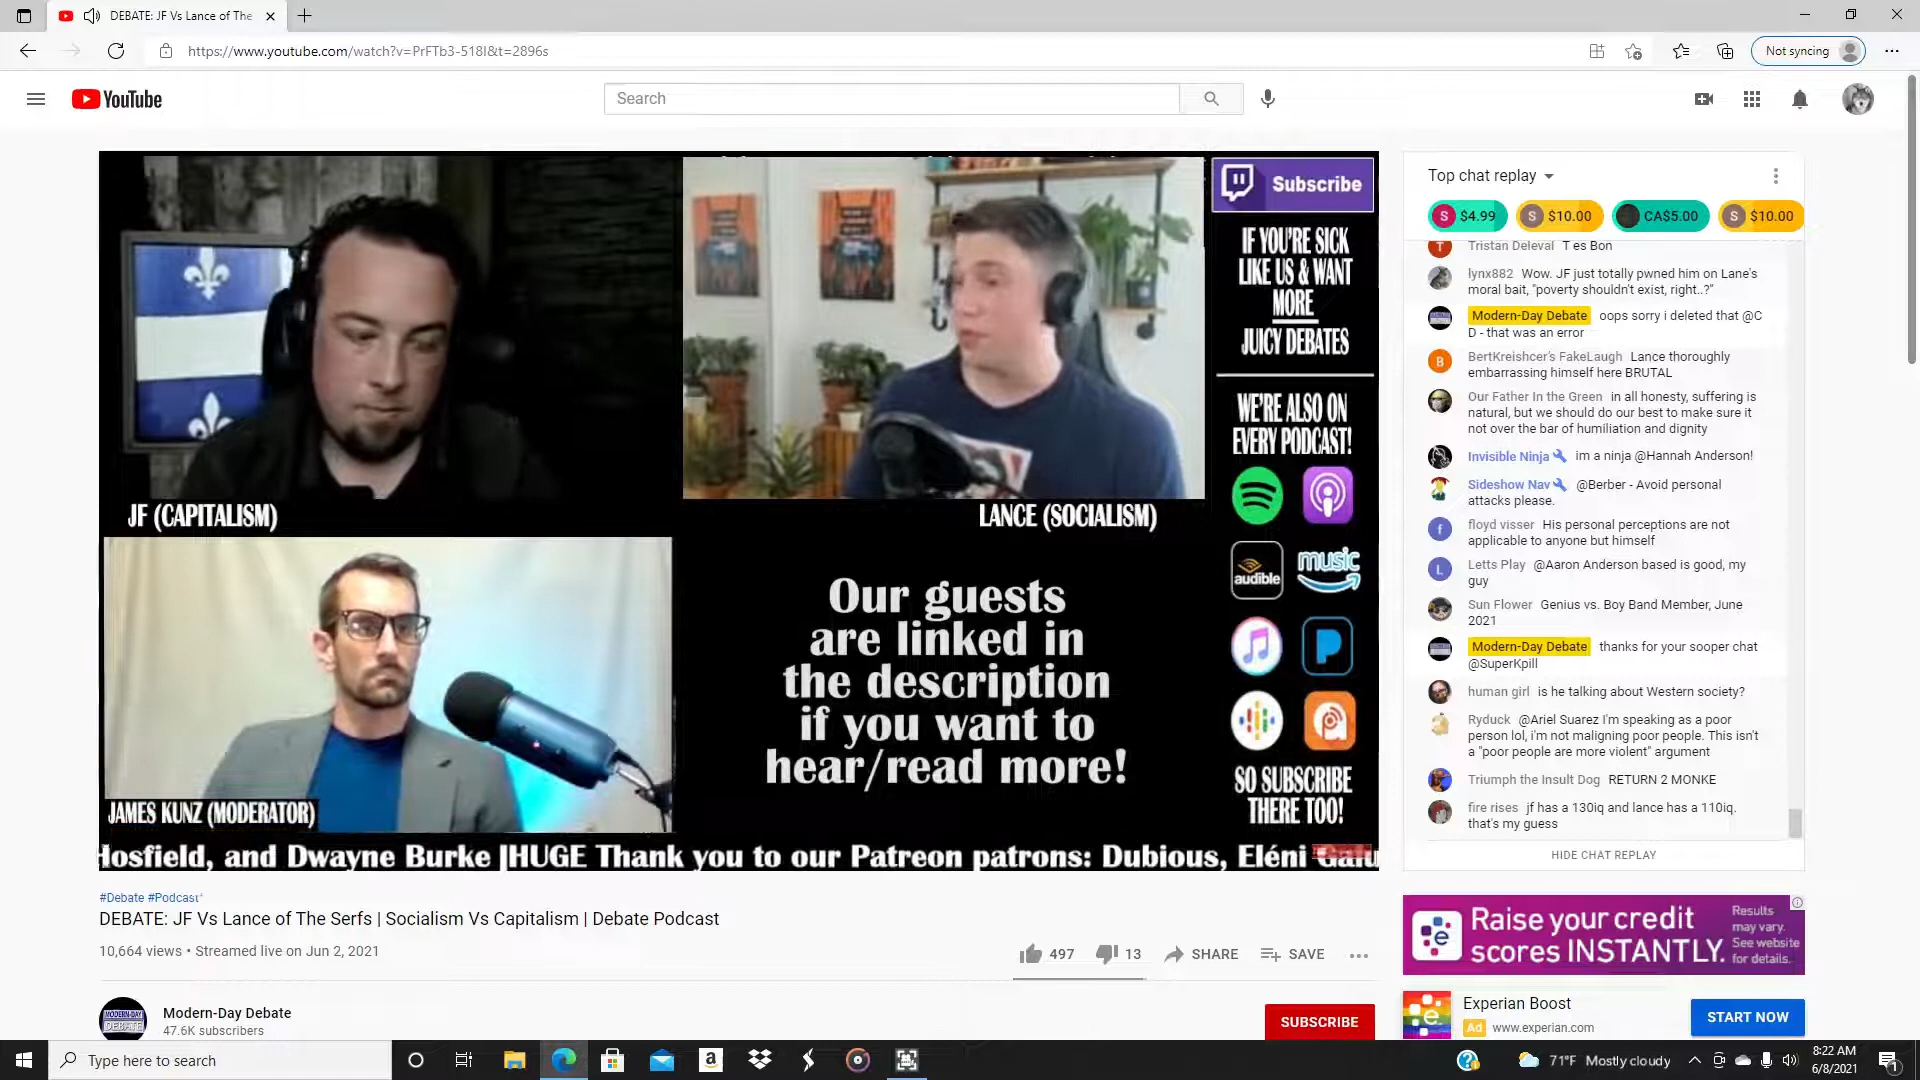 DEBATE: JF Vs Lance of The
https://www.youtube.com/watch?v=PrFTb3-518I&t=2896s
Not syncing
YouTube
Search
JF (CAPITALISM)
LANCE (SOCIALISM)
JAMES KUNZ (MODERATOR)
Our guests
are linked in
the description
if you want to
hear/read more!
Subscribe
IF YOU'RE SICK
LIKE US & WANT
MORE
JUICY DEBATES
WE'RE ALSO ON
EVERY PODCAST!
audible
music
SO SUBSCRIBE
THERE TOO!
and Dwayne Burke |HUGE Thank you to our Patreon patrons: Dubious, Eléni
Top chat replay
S $4.99 S $10.00 CA$5.00 S $10.00
T Tristan Deleval T es Bon
lynx882 Wow. JF just totally pwned him on Lane's
moral bait, "poverty shouldn't exist, right..?"
Modern-Day Debate oops sorry i deleted that @C
D - that was an error
B BertKreishcer's FakeLaugh Lance thoroughly
embarrassing himself here BRUTAL
Our Father In the Green in all honesty, suffering is
natural, but we should do our best to make sure it
not over the bar of humiliation and dignity
Invisible Ninja im a ninja @Hannah Anderson!
Sideshow Nav @Berber - Avoid personal
attacks please.
f floyd visser His personal perceptions are not
applicable to anyone but himself
L Letts Play @Aaron Anderson based is good, my
guy
Sun Flower Genius vs. Boy Band Member, June
2021
Modern-Day Debate thanks for your sooper chat
@SuperKpill
human girl is he talking about Western society?
Ryduck @Ariel Suarez I'm speaking as a poor
person lol, i'm not maligning poor people. This isn't
a "poor people are more violent" argument
Triumph the Insult Dog RETURN 2 MONKE
fire rises jf has a 130iq and lance has a 110iq.
that's my guess
HIDE CHAT REPLAY
#Debate #Podcast
DEBATE: JF Vs Lance of The Serfs | Socialism Vs Capitalism | Debate Podcast
10,664 views • Streamed live on Jun 2, 2021
497 13 SHARE SAVE
MODERN-DAY
DEBATE
Modern-Day Debate
47.6K subscribers
SUBSCRIBE
Raise your credit
scores INSTANTLY.
Results
may vary.
See website
for details.
Experian Boost
Ad www.experian.com
START NOW
Type here to search
71°F Mostly cloudy
8:22 AM
6/8/2021
1